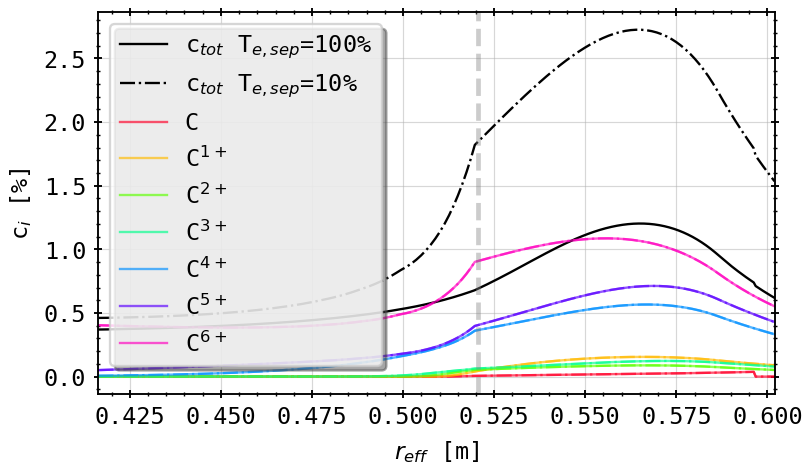 c_tot T_e,sep=100%
c_tot T_e,sep=10%
C
C^1+
C^2+
C^3+
C^4+
C^5+
C^6+
c_i [%]
2.5
2.0
1.5
1.0
0.5
0.0
0.425 0.450 0.475 0.500 0.525 0.550 0.575 0.600
r_eff [m]